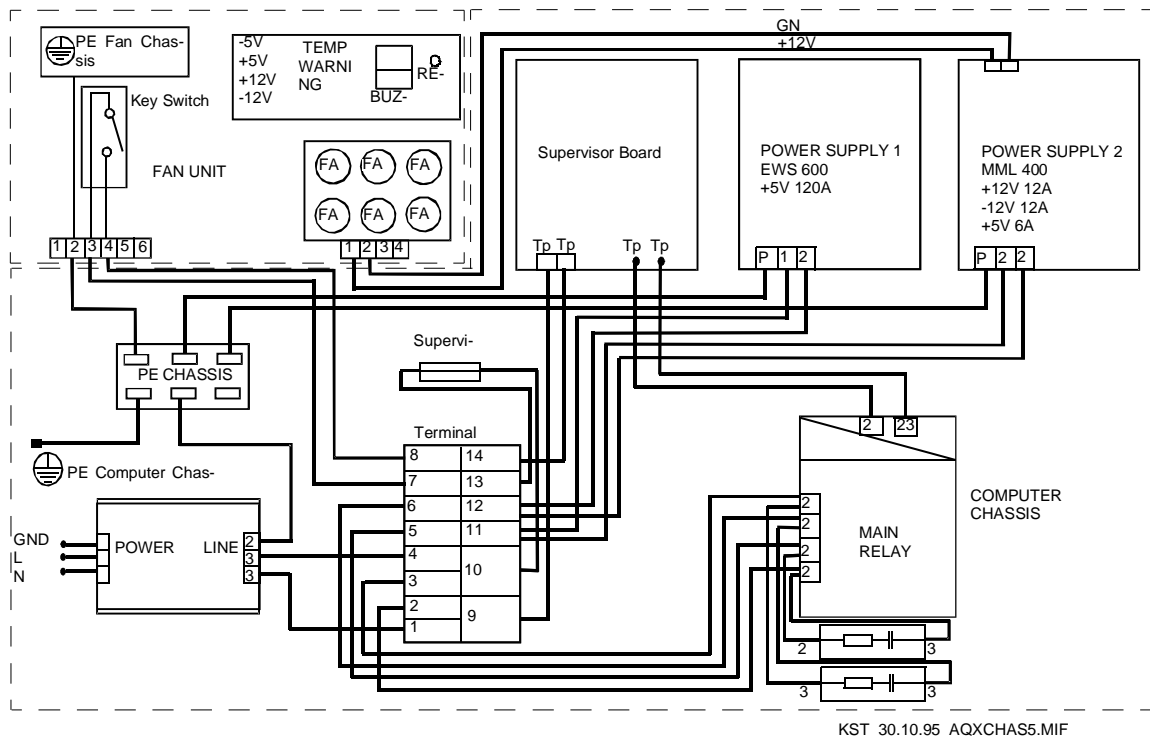 PE Fan Chas-
sis
Key Switch
FAN UNIT
1 2 3 4 5 6
-5V
+5V
+12V
-12V
TEMP
WARNI
NG
BUZ-
RE-
FA FA FA
FA FA FA
1 2 3 4
GN
+12V
Supervisor Board
Tp Tp Tp Tp
POWER SUPPLY 1
EWS 600
+5V 120A
P 1 2
POWER SUPPLY 2
MML 400
+12V 12A
-12V 12A
+5V 6A
P 2 2
PE CHASSIS
PE Computer Chas-
Supervi-
Terminal
8 14
7 13
6 12
5 11
4
10
3
2
9
1
GND
L
N
POWER
LINE
2
3
3
2 23
MAIN
RELAY
2
2
2
2
COMPUTER
CHASSIS
2 3
3 3
KST 30.10.95 AQXCHAS5.MIF